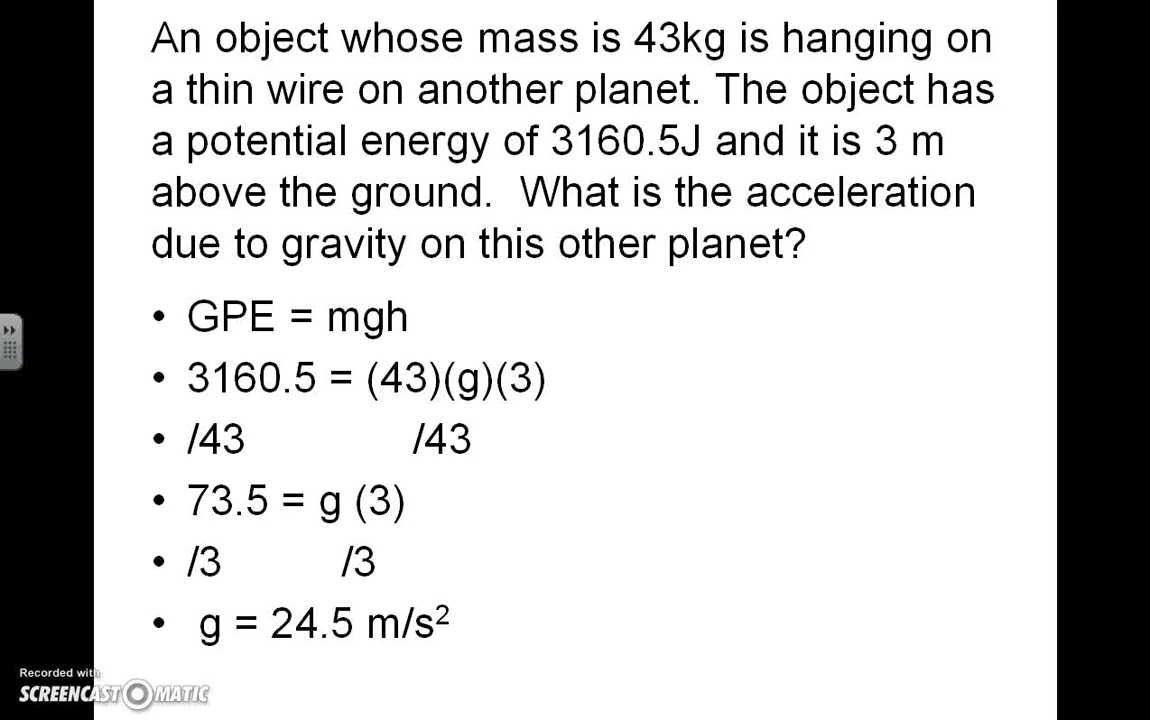 An object whose mass is 43kg is hanging on
a thin wire on another planet. The object has
a potential energy of 3160.5J and it is 3 m
above the ground.  What is the acceleration
due to gravity on this other planet?
• GPE = mgh
• 3160.5 = (43)(g)(3)
• /43 /43
• 73.5 = g (3)
• /3 /3
• g = 24.5 m/s²
Recorded with
SCREENCAST-O-MATIC